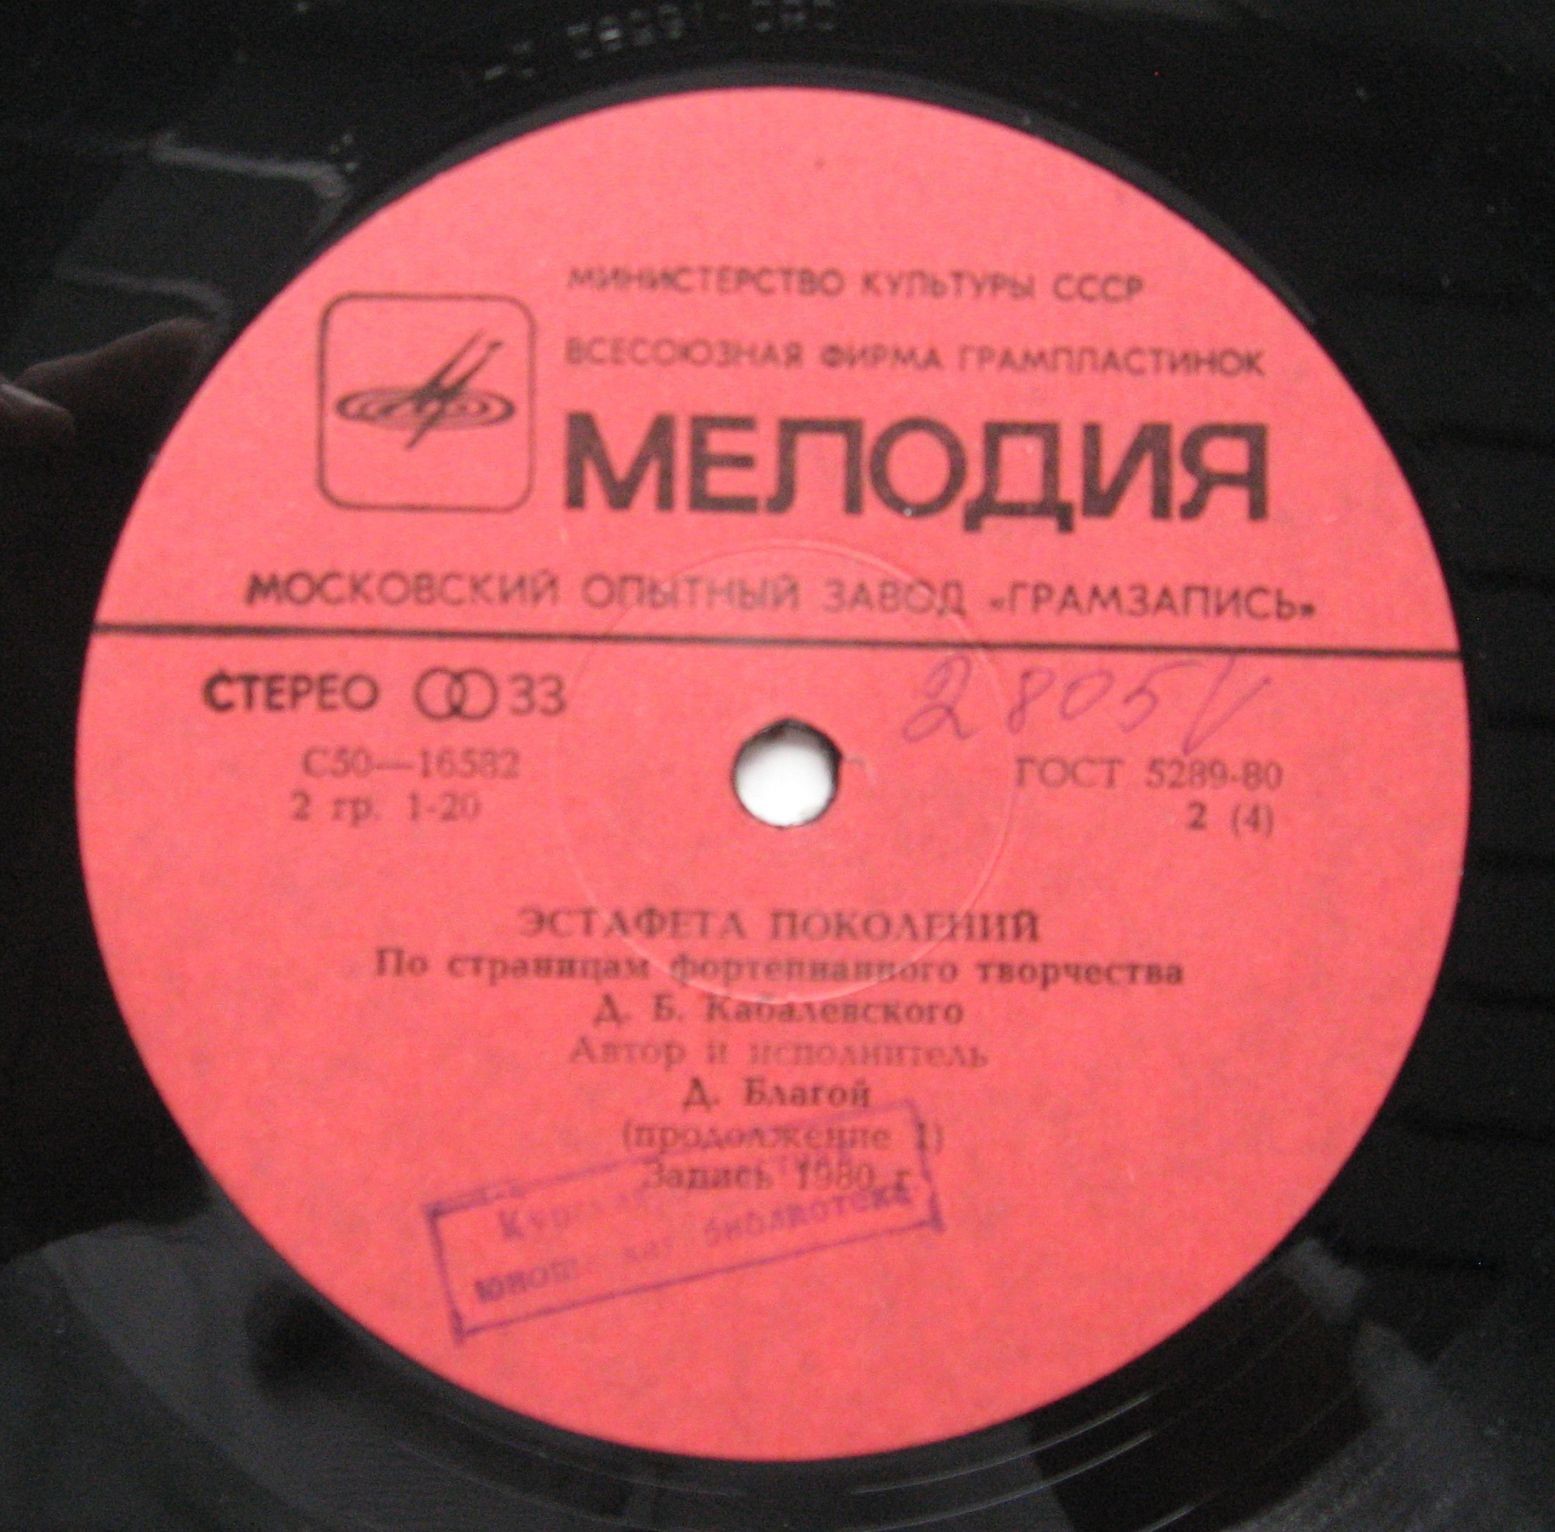 МИНИСТЕРСТВО КУЛЬТУРЫ СССР
ВСЕСОЮЗНАЯ ФИРМА ГРАМПЛАСТИНОК
МЕЛОДИЯ
МОСКОВСКИЙ ОПЫТНЫЙ ЗАВОД «ГРАМЗАПИСЬ»
СТЕРЕО 33
2805
С50—16582
ГОСТ 5289-80
2 гр. 1-20
2 (4)
ЭСТАФЕТА ПОКОЛЕНИЙ
По страницам фортепианного творчества
Д. Б. Кабалевского
Автор и исполнитель
Д. Благой
(продолжение 1)
Запись 1980 г.
библиотека